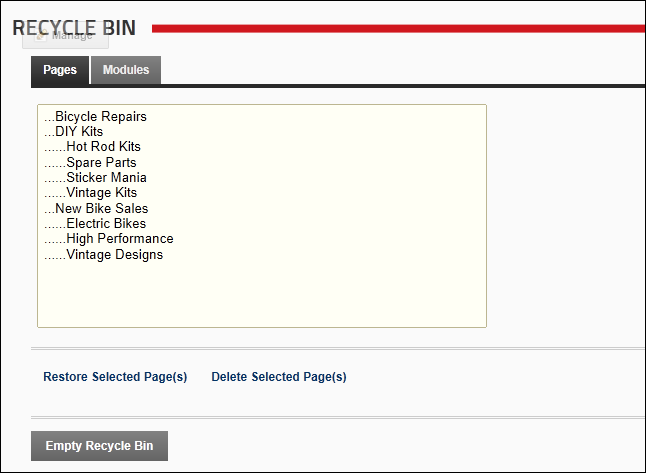 RECYCLE BIN
Manage
Pages Modules
...Bicycle Repairs
...DIY Kits
......Hot Rod Kits
......Spare Parts
......Sticker Mania
......Vintage Kits
...New Bike Sales
......Electric Bikes
......High Performance
......Vintage Designs
Restore Selected Page(s) Delete Selected Page(s)
Empty Recycle Bin